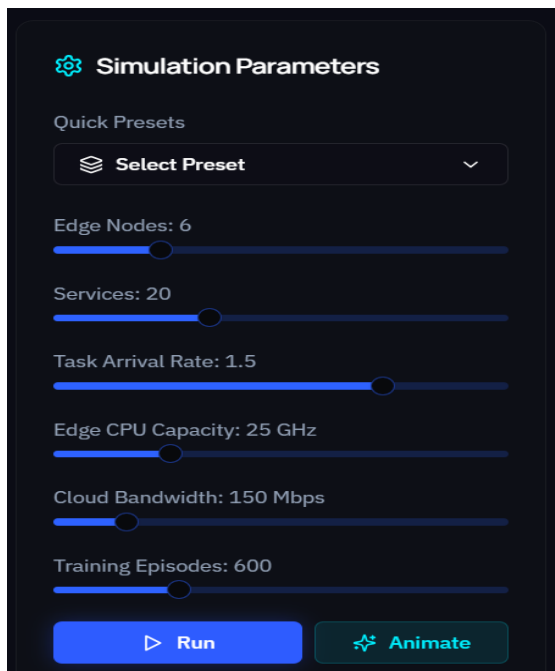 Simulation Parameters
Quick Presets
Select Preset
Edge Nodes: 6
Services: 20
Task Arrival Rate: 1.5
Edge CPU Capacity: 25 GHz
Cloud Bandwidth: 150 Mbps
Training Episodes: 600
Run
Animate